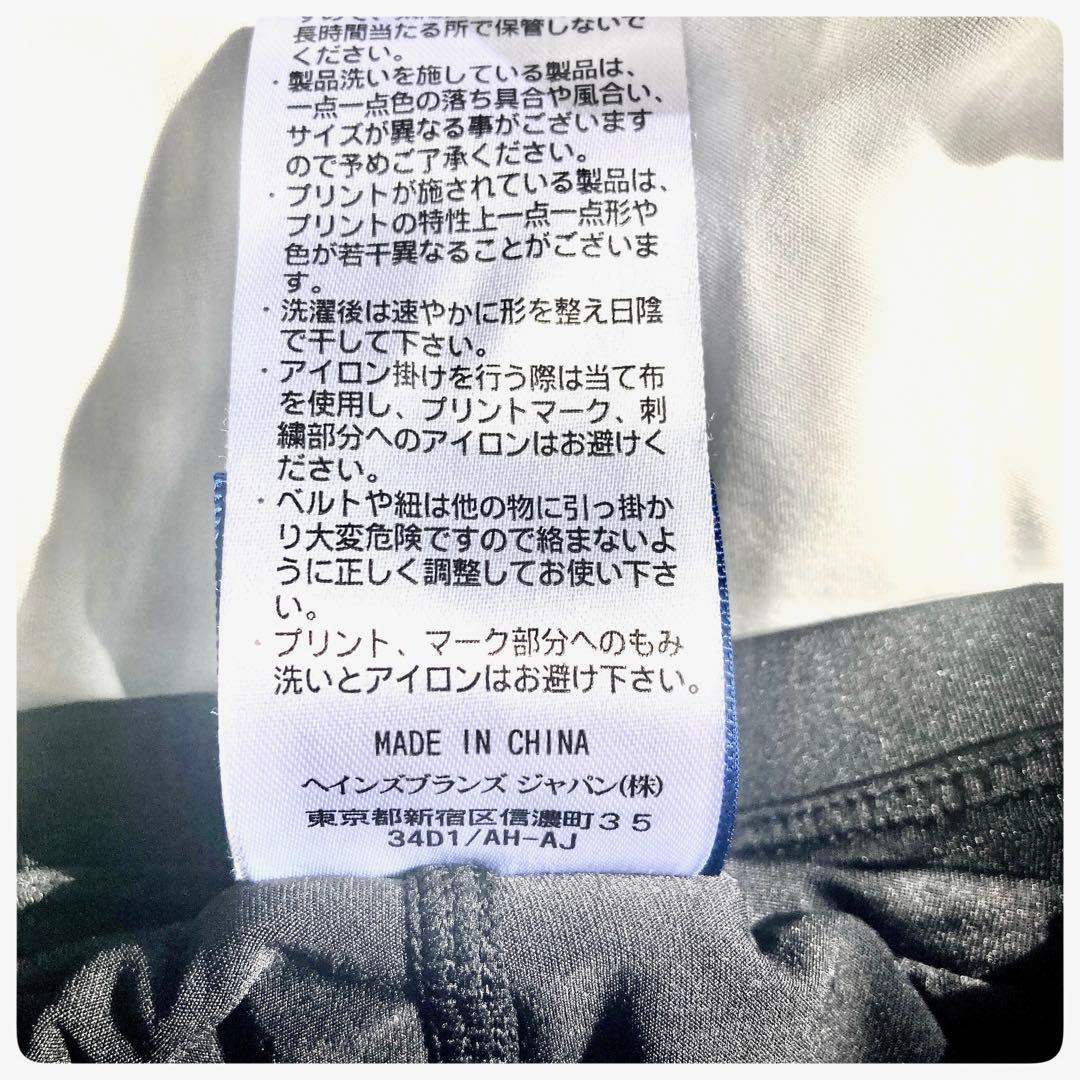 長時間当たる所で保管しないで
ください。
・製品洗いを施している製品は、
一点一点色の落ち具合や風合い、
サイズが異なる事がございます
ので予めご了承ください。
・プリントが施されている製品は、
プリントの特性上一点一点形や
色が若干異なることがございま
す。
・洗濯後は速やかに形を整え日陰
で干して下さい。
・アイロン掛けを行う際は当て布
を使用し、プリントマーク、刺
繍部分へのアイロンはお避けく
ださい。
・ベルトや紐は他の物に引っ掛か
り大変危険ですので絡まないよ
うに正しく調整してお使い下さ
い。
・プリント、マーク部分へのもみ
洗いとアイロンはお避け下さい。
MADE IN CHINA
ヘインズブランズ ジャパン(株)
東京都新宿区信濃町35
34D1/AH-AJ